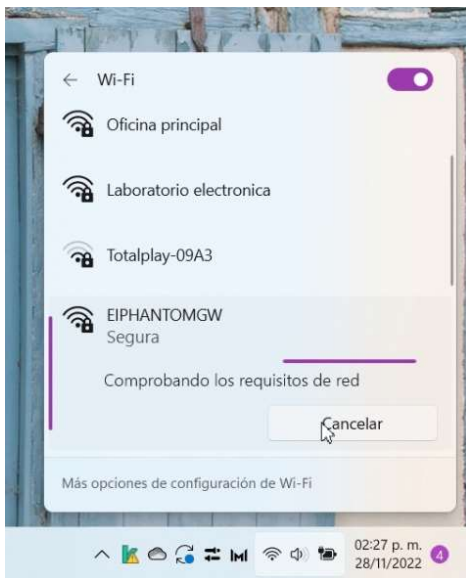 Wi-Fi
Oficina principal
Laboratorio electronica
Totalplay-09A3
EIPHANTOMGW
Segura
Comprobando los requisitos de red
Cancelar
Más opciones de configuración de Wi-Fi
02:27 p. m.
28/11/2022
4